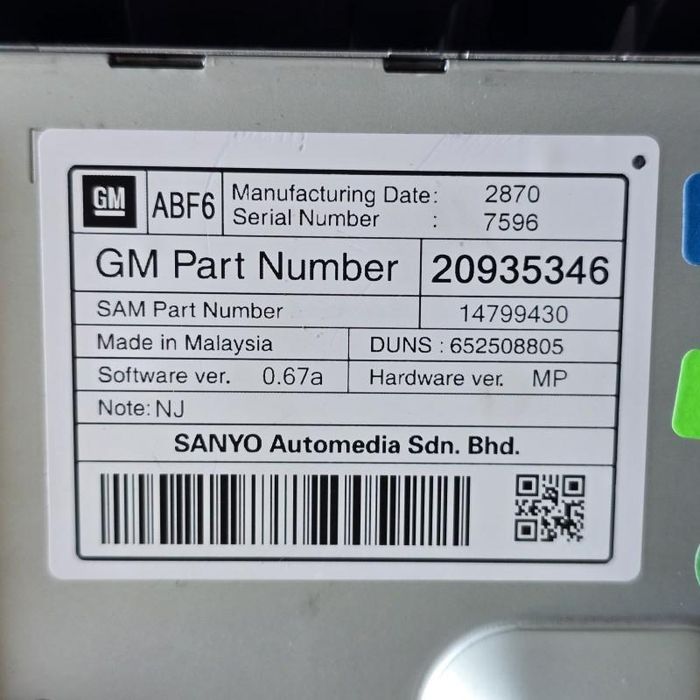 GM ABF6 Manufacturing Date: 2870
Serial Number : 7596
GM Part Number 20935346
SAM Part Number 14799430
Made in Malaysia DUNS : 652508805
Software ver. 0.67a Hardware ver. MP
Note: NJ
SANYO Automedia Sdn. Bhd.